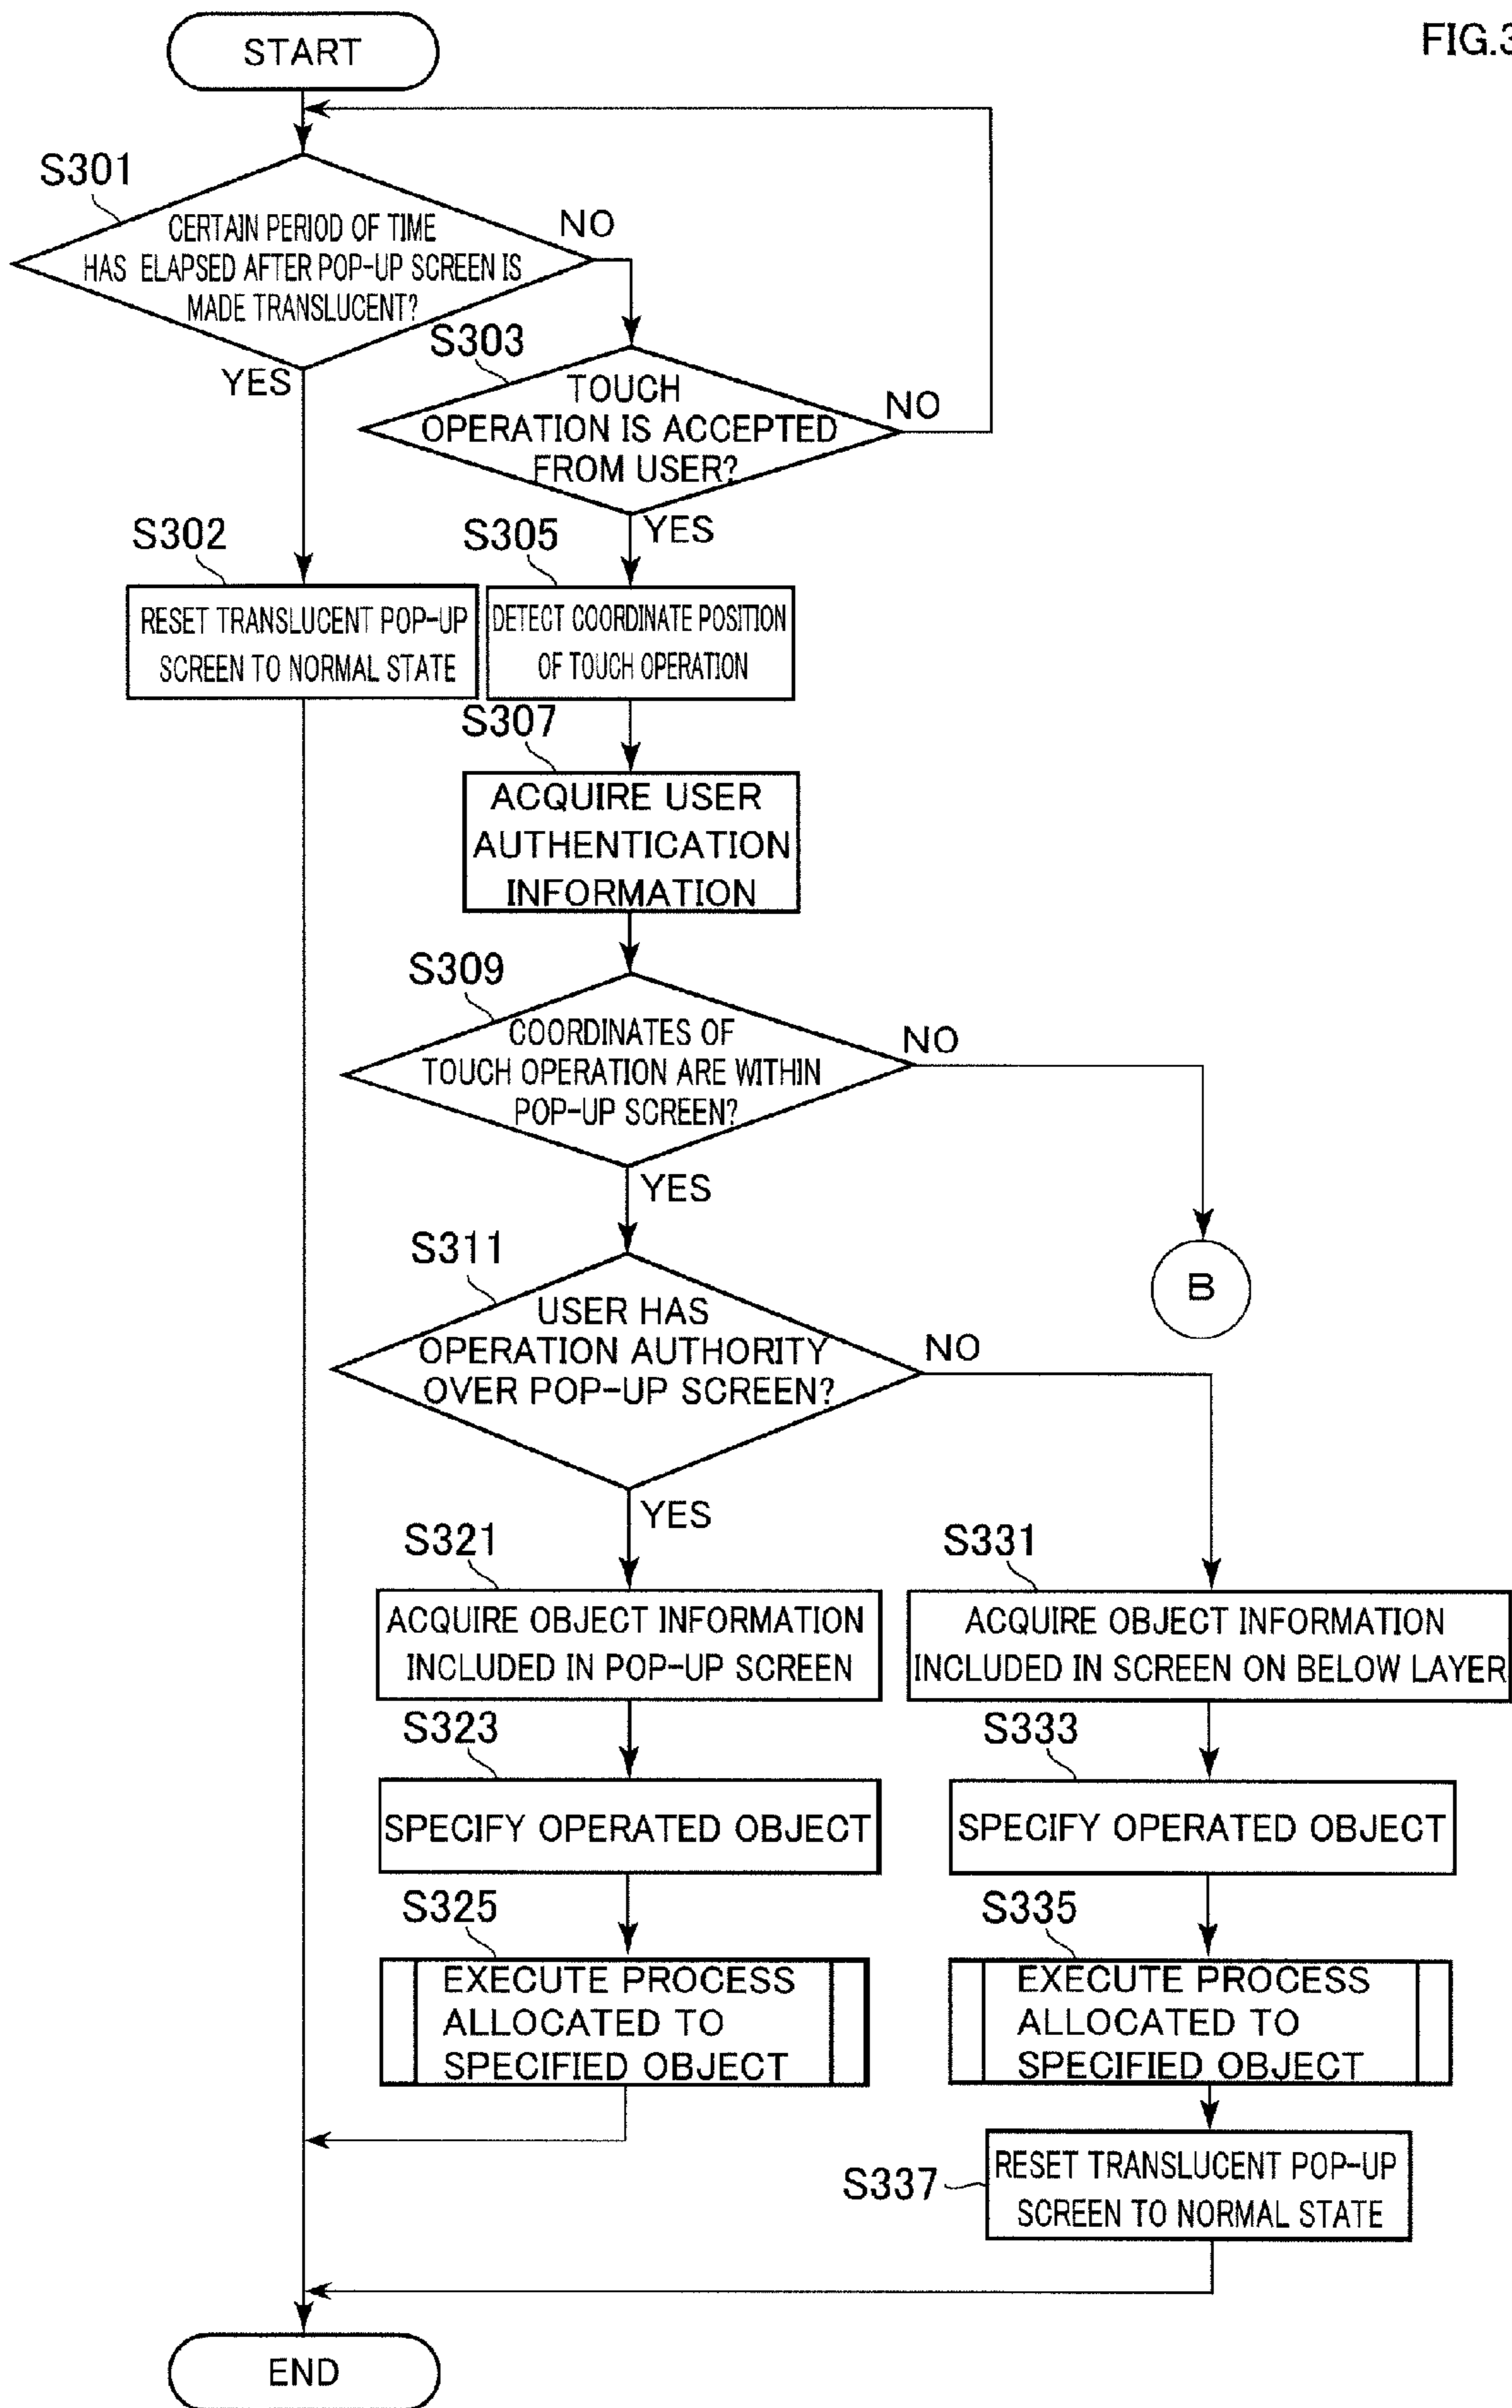 FIG.3
START
S301
CERTAIN PERIOD OF TIME
HAS ELAPSED AFTER POP-UP SCREEN IS
MADE TRANSLUCENT?
NO
YES
S303
TOUCH
OPERATION IS ACCEPTED
FROM USER?
NO
YES
S302
RESET TRANSLUCENT POP-UP
SCREEN TO NORMAL STATE
S305
DETECT COORDINATE POSITION
OF TOUCH OPERATION
S307
ACQUIRE USER
AUTHENTICATION
INFORMATION
S309
COORDINATES OF
TOUCH OPERATION ARE WITHIN
POP-UP SCREEN?
NO
YES
B
S311
USER HAS
OPERATION AUTHORITY
OVER POP-UP SCREEN?
NO
YES
S321
ACQUIRE OBJECT INFORMATION
INCLUDED IN POP-UP SCREEN
S331
ACQUIRE OBJECT INFORMATION
INCLUDED IN SCREEN ON BELOW LAYER
S323
SPECIFY OPERATED OBJECT
S333
SPECIFY OPERATED OBJECT
S325
EXECUTE PROCESS
ALLOCATED TO
SPECIFIED OBJECT
S335
EXECUTE PROCESS
ALLOCATED TO
SPECIFIED OBJECT
S337
RESET TRANSLUCENT POP-UP
SCREEN TO NORMAL STATE
END